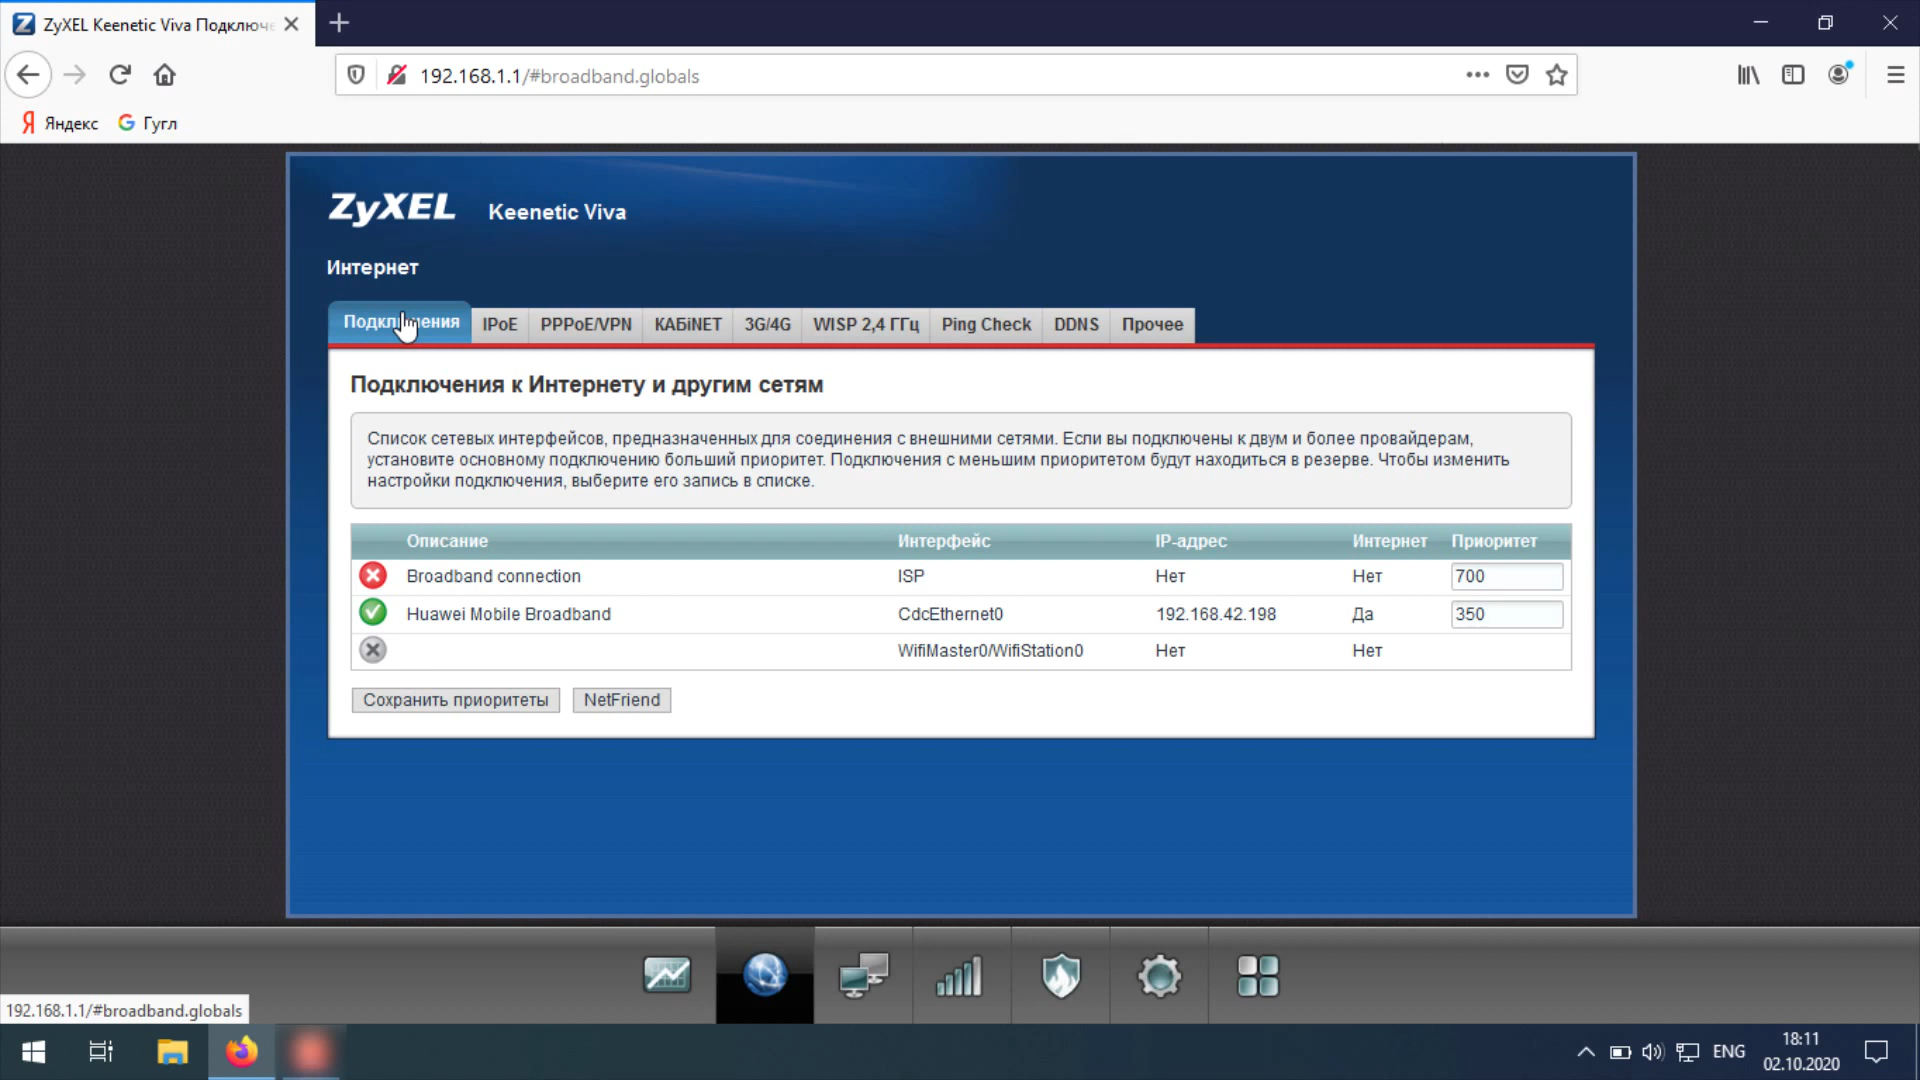 ZyXEL Keenetic Viva Подключе
192.168.1.1/#broadband.globals
Яндекс
Гугл
ZyXEL Keenetic Viva
Интернет
Подключения IPoE PPPoE/VPN КАБiNET 3G/4G WISP 2,4 ГГц Ping Check DDNS Прочее
Подключения к Интернету и другим сетям
Список сетевых интерфейсов, предназначенных для соединения с внешними сетями. Если вы подключены к двум и более провайдерам,
установите основному подключению больший приоритет. Подключения с меньшим приоритетом будут находиться в резерве. Чтобы изменить
настройки подключения, выберите его запись в списке.
Описание Интерфейс IP-адрес Интернет Приоритет
Broadband connection ISP Нет Нет 700
Huawei Mobile Broadband CdcEthernet0 192.168.42.198 Да 350
WifiMaster0/WifiStation0 Нет Нет
Сохранить приоритеты NetFriend
192.168.1.1/#broadband.globals
ENG
18:11
02.10.2020